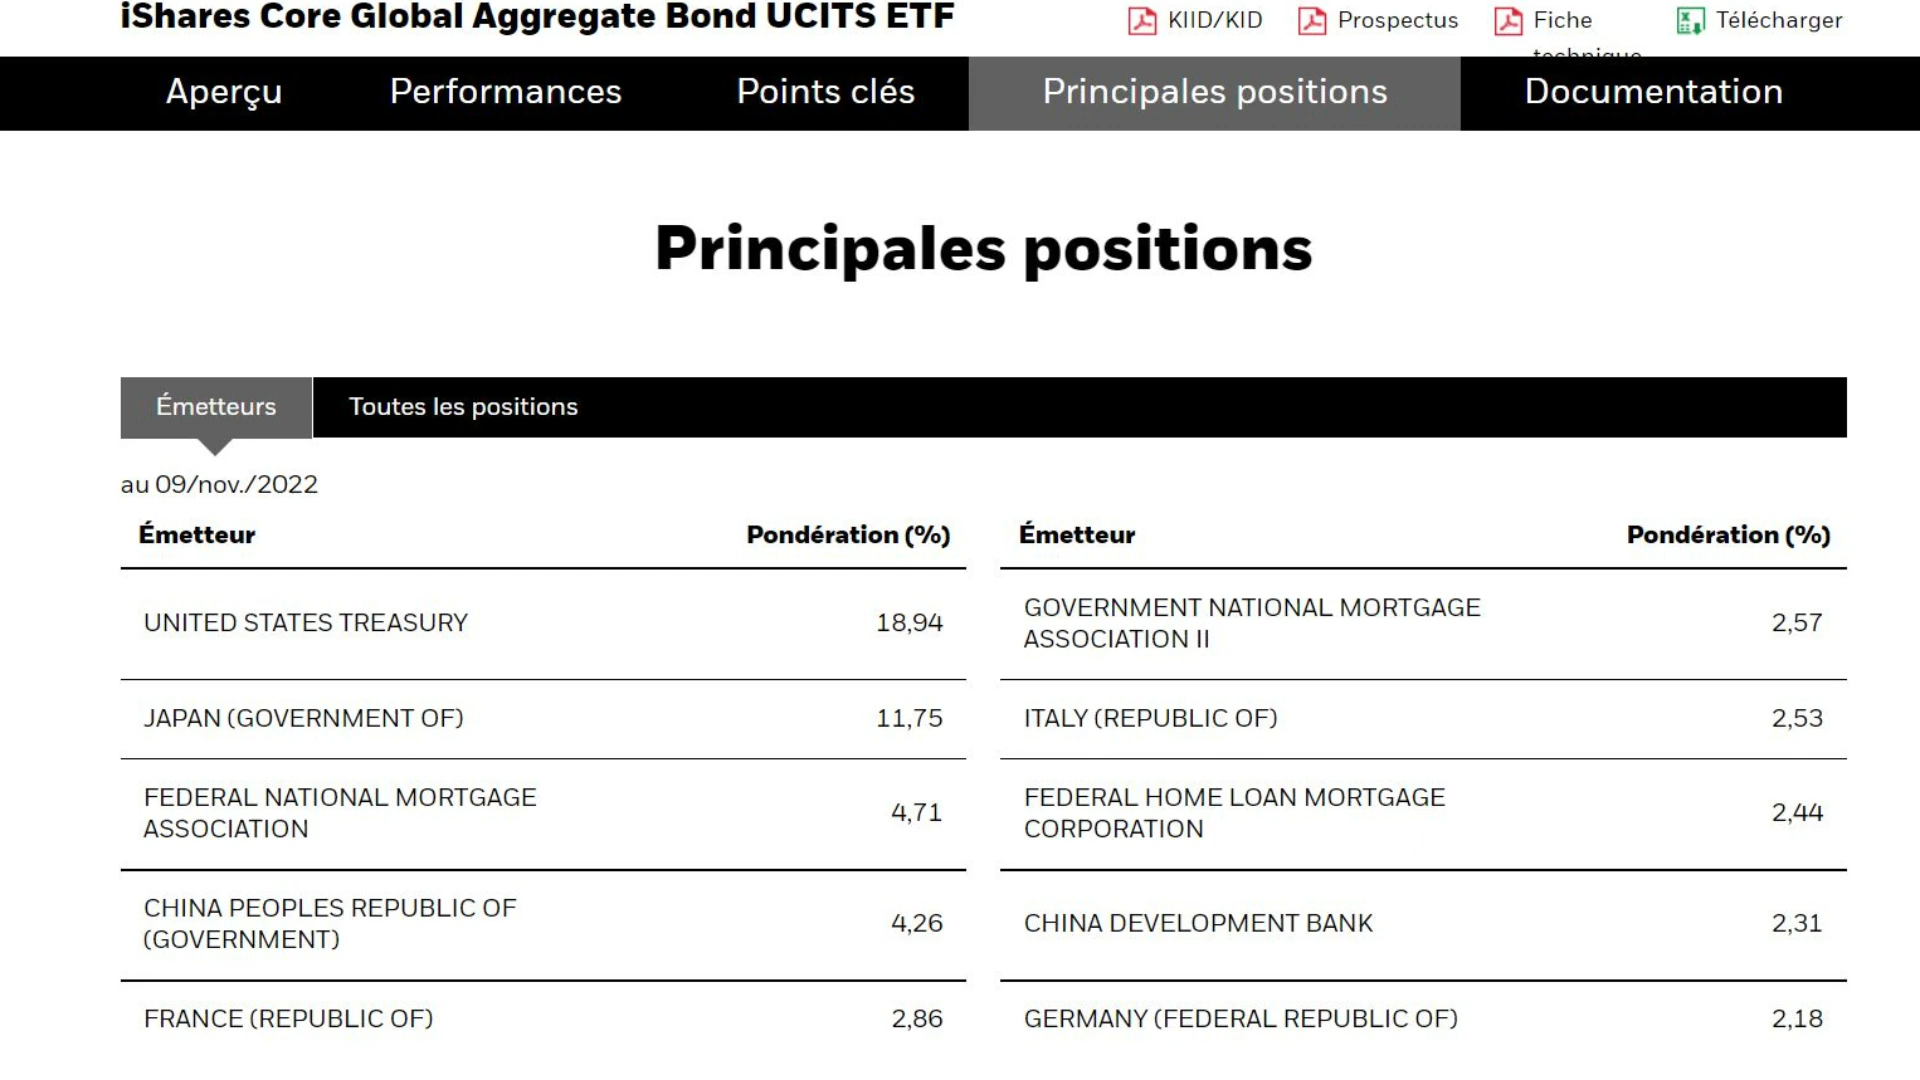 iShares Core Global Aggregate Bond UCITS ETF
KIID/KID
Prospectus
Fiche
technique
Télécharger
Aperçu
Performances
Points clés
Principales positions
Documentation
Principales positions
Émetteurs
Toutes les positions
au 09/nov./2022
Émetteur Pondération (%)
UNITED STATES TREASURY 18,94
JAPAN (GOVERNMENT OF) 11,75
FEDERAL NATIONAL MORTGAGE
ASSOCIATION 4,71
CHINA PEOPLES REPUBLIC OF
(GOVERNMENT) 4,26
FRANCE (REPUBLIC OF) 2,86
Émetteur Pondération (%)
GOVERNMENT NATIONAL MORTGAGE
ASSOCIATION II 2,57
ITALY (REPUBLIC OF) 2,53
FEDERAL HOME LOAN MORTGAGE
CORPORATION 2,44
CHINA DEVELOPMENT BANK 2,31
GERMANY (FEDERAL REPUBLIC OF) 2,18